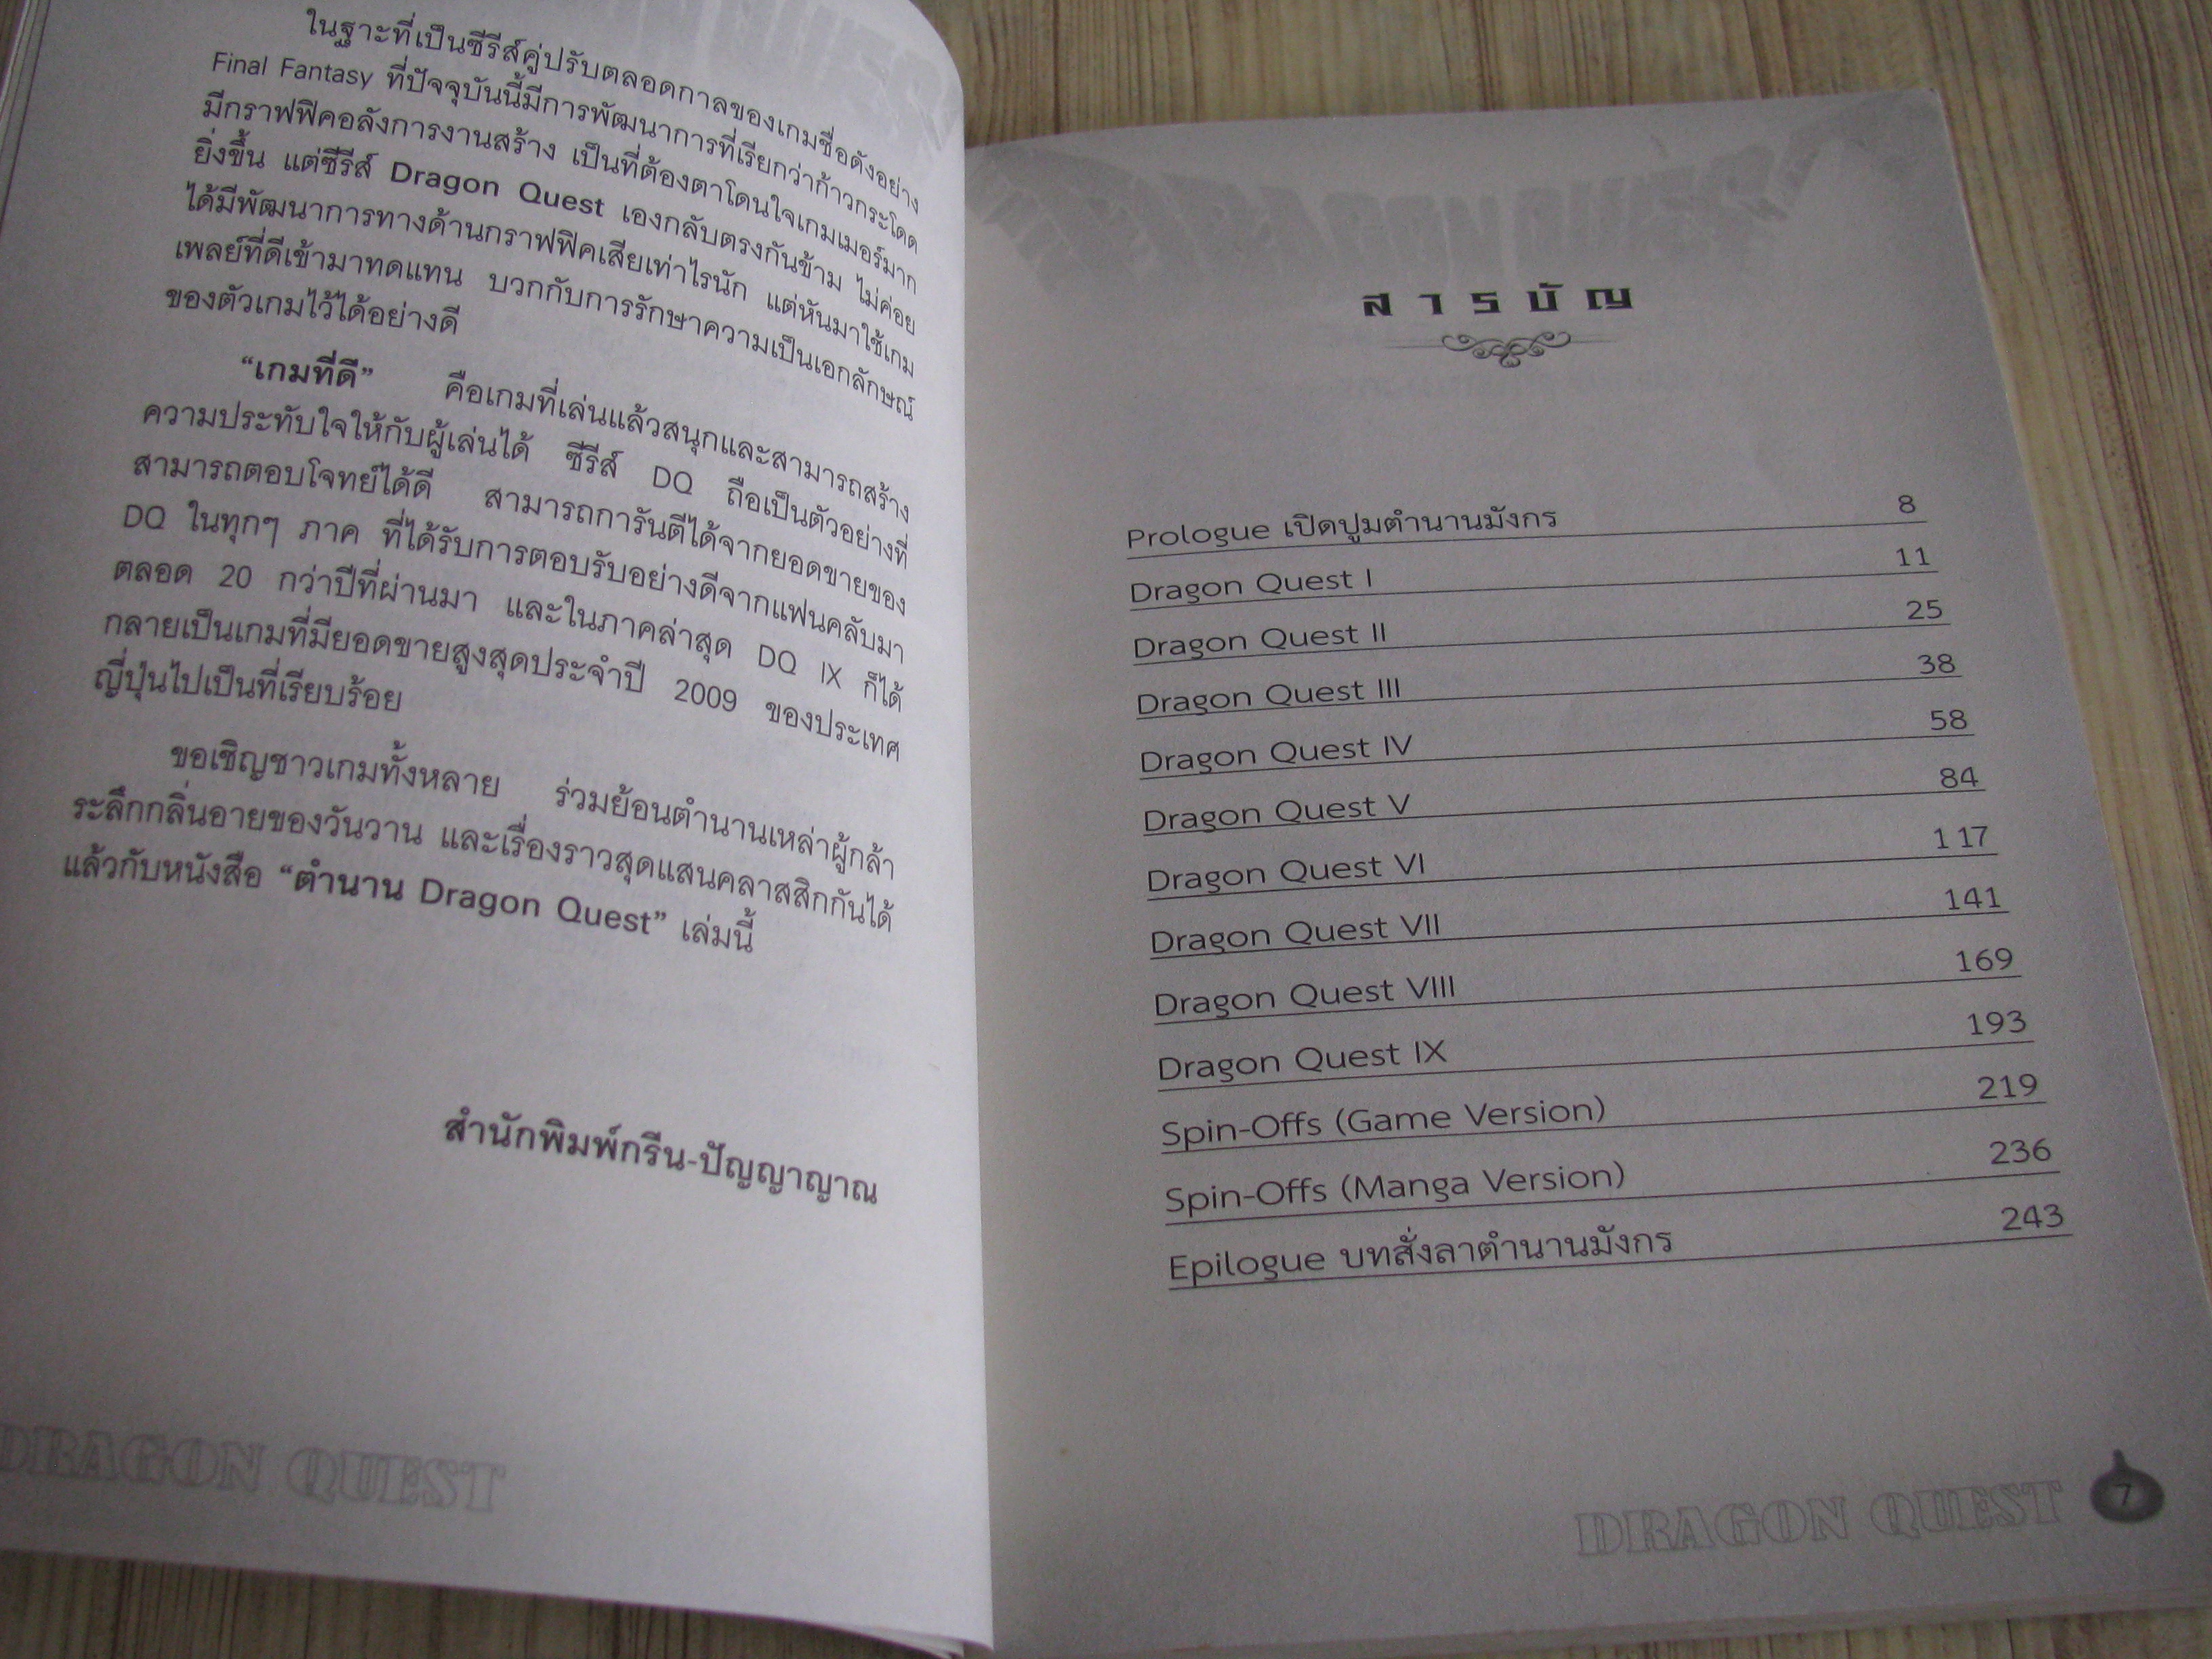 ในฐาะที่เป็นซีรีส์คู่ปรับตลอดกาลของเกมชื่อดังอย่าง
Final Fantasy ที่ปัจจุบันนี้มีการพัฒนาการที่เรียกว่าก้าวกระโดด
มีกราฟฟิคอลังการงานสร้าง เป็นที่ต้องตาโดนใจเกมเมอร์มาก
ยิ่งขึ้น แต่ซีรีส์ Dragon Quest เองกลับตรงกันข้าม ไม่ค่อย
ได้มีพัฒนาการทางด้านกราฟฟิคเสียเท่าไรนัก แต่หันมาใช้เกม
เพลย์ที่ดีเข้ามาทดแทน บวกกับการรักษาความเป็นเอกลักษณ์
ของตัวเกมไว้ได้อย่างดี
“เกมที่ดี” คือเกมที่เล่นแล้วสนุกและสามารถสร้าง
ความประทับใจให้กับผู้เล่นได้ ซีรีส์ DQ ถือเป็นตัวอย่างที่
สามารถตอบโจทย์ได้ดี สามารถการันตีได้จากยอดขายของ
DQ ในทุกๆ ภาค ที่ได้รับการตอบรับอย่างดีจากแฟนคลับมา
ตลอด 20 กว่าปีที่ผ่านมา และในภาคล่าสุด DQ IX ก็ได้
กลายเป็นเกมที่มียอดขายสูงสุดประจำปี 2009 ของประเทศ
ญี่ปุ่นไปเป็นที่เรียบร้อย
ขอเชิญชาวเกมทั้งหลาย ร่วมย้อนตำนานเหล่าผู้กล้า
ระลึกกลิ่นอายของวันวาน และเรื่องราวสุดแสนคลาสสิกกันได้
แล้วกับหนังสือ “ตำนาน Dragon Quest” เล่มนี้
สำนักพิมพ์กรีน-ปัญญาญาณ
DRAGON QUEST
สารบัญ
Prologue เปิดปูมตำนานมังกร 8
Dragon Quest I 11
Dragon Quest II 25
Dragon Quest III 38
Dragon Quest IV 58
Dragon Quest V 84
Dragon Quest VI 117
Dragon Quest VII 141
Dragon Quest VIII 169
Dragon Quest IX 193
Spin-Offs (Game Version) 219
Spin-Offs (Manga Version) 236
Epilogue บทสั่งลาตำนานมังกร 243
DRAGON QUEST 7